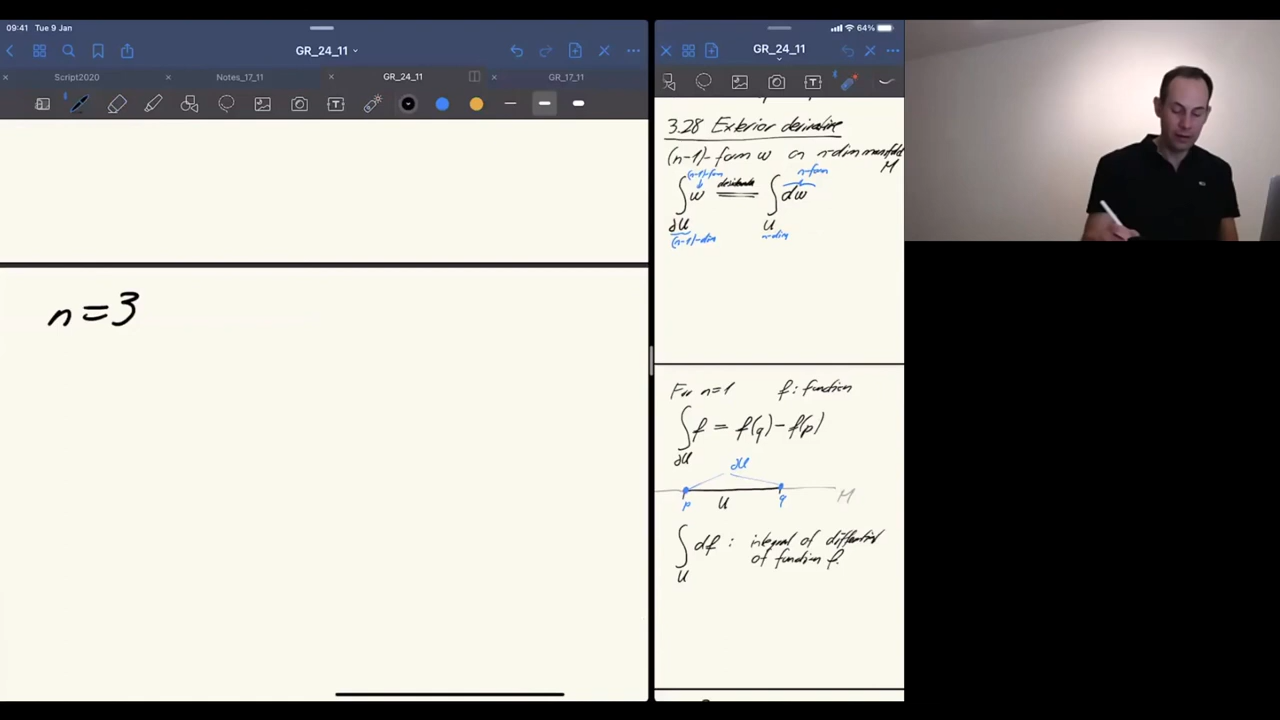 09:41 Tue 9 Jan
64%
GR_24_11
GR_24_11
Script2020
Notes_17_11
GR_24_11
GR_17_11
n=3
3.28 Exterior derivative
(n-1)-form ω on n-dim manifold M
(n-1)-form
n-form
∫ω = ∫dω
∂U
U
(n-1)-dim
n-dim
For n=1 f: function
∫f = f(q) - f(p)
∂U
∂U
p U q M
∫df : integral of differential
U of function f.